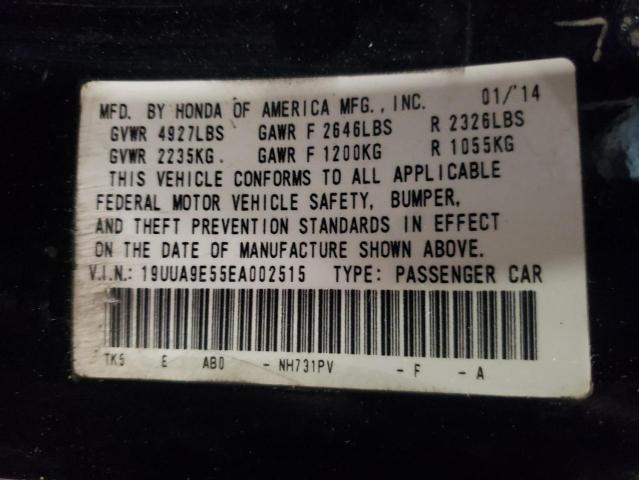 MFD. BY HONDA OF AMERICA MFG., INC. 01/'14
GVWR 4927LBS GAWR F 2646LBS R 2326LBS
GVWR 2235KG. GAWR F 1200KG R 1055KG
THIS VEHICLE CONFORMS TO ALL APPLICABLE
FEDERAL MOTOR VEHICLE SAFETY, BUMPER,
AND THEFT PREVENTION STANDARDS IN EFFECT
ON THE DATE OF MANUFACTURE SHOWN ABOVE.
V.I.N.: 19UUA9E55EA002515 TYPE: PASSENGER CAR
TK5 E AB0 - NH731PV - F - A